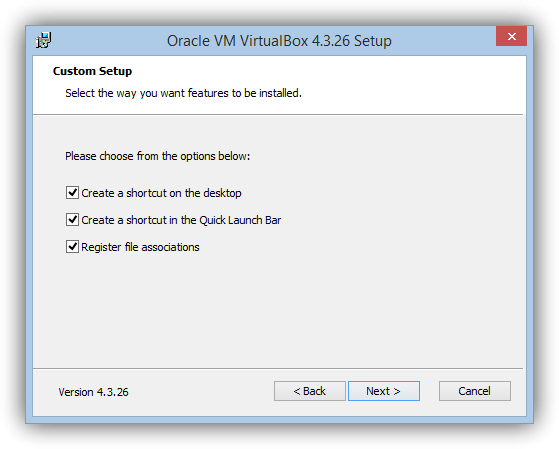 Oracle VM VirtualBox 4.3.26 Setup
Custom Setup
Select the way you want features to be installed.
Please choose from the options below:
Create a shortcut on the desktop
Create a shortcut in the Quick Launch Bar
Register file associations
Version 4.3.26
< Back
Next >
Cancel